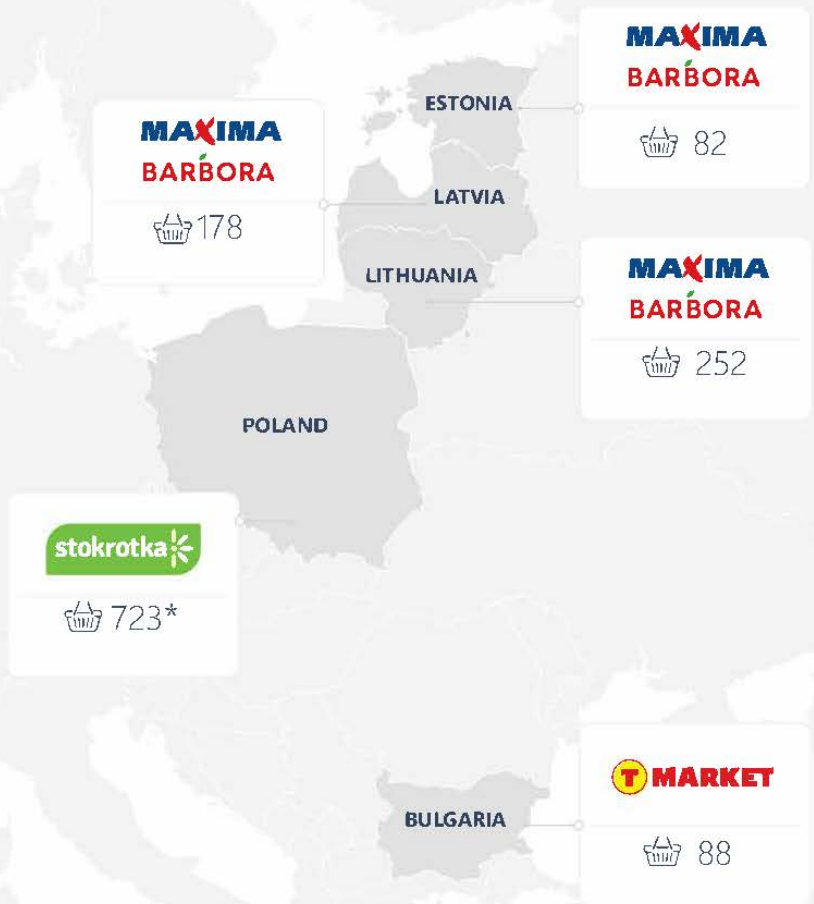 MAXIMA
BARBORA
82
ESTONIA
MAXIMA
BARBORA
178
LATVIA
LITHUANIA
MAXIMA
BARBORA
252
POLAND
stokrotka
723*
T MARKET
88
BULGARIA